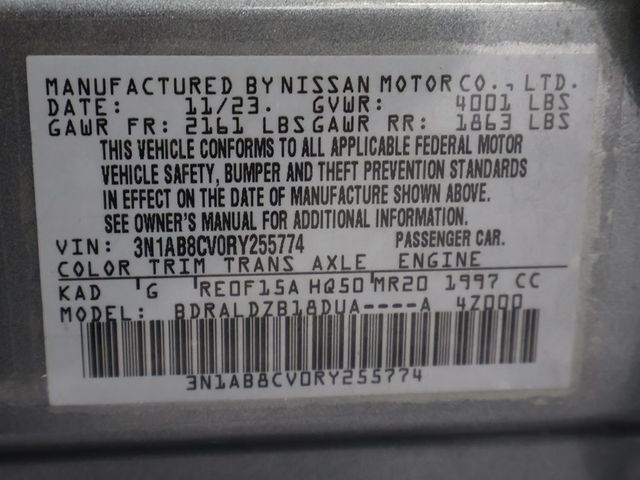 MANUFACTURED BY NISSAN MOTOR CO., LTD.
DATE: 11/23. GVWR: 4001 LBS
GAWR FR: 2161 LBS GAWR RR: 1863 LBS
THIS VEHICLE CONFORMS TO ALL APPLICABLE FEDERAL MOTOR
VEHICLE SAFETY, BUMPER AND THEFT PREVENTION STANDARDS
IN EFFECT ON THE DATE OF MANUFACTURE SHOWN ABOVE.
SEE OWNER'S MANUAL FOR ADDITIONAL INFORMATION.
VIN: 3N1AB8CV0RY255774 PASSENGER CAR.
COLOR TRIM TRANS AXLE ENGINE
KAD G RE0F15A HQ50 MR20 1997 CC
MODEL: BDRALDZB18DUA----A 4Z000
3N1AB8CV0RY255774